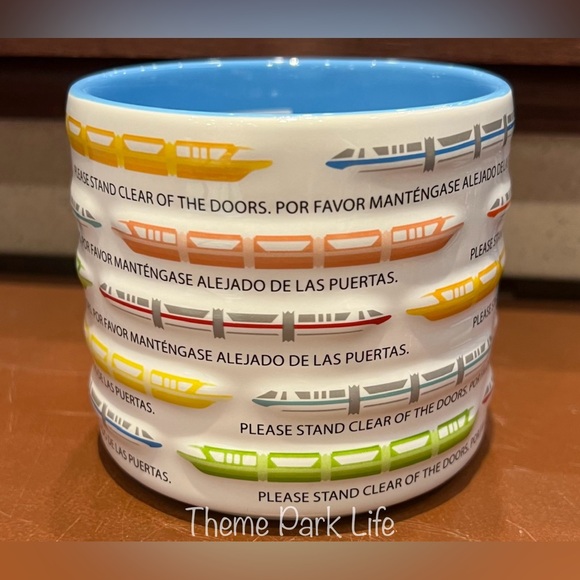 PLEASE STAND CLEAR OF THE DOORS. POR FAVOR MANTÉNGASE ALEJADO DE
POR FAVOR MANTÉNGASE ALEJADO DE LAS PUERTAS. PLEASE
POR FAVOR MANTÉNGASE ALEJADO DE LAS PUERTAS. PLEASE
LAS PUERTAS. PLEASE STAND CLEAR OF THE DOORS.
DE LAS PUERTAS. PLEASE STAND CLEAR OF THE DOORS.
Theme Park Life